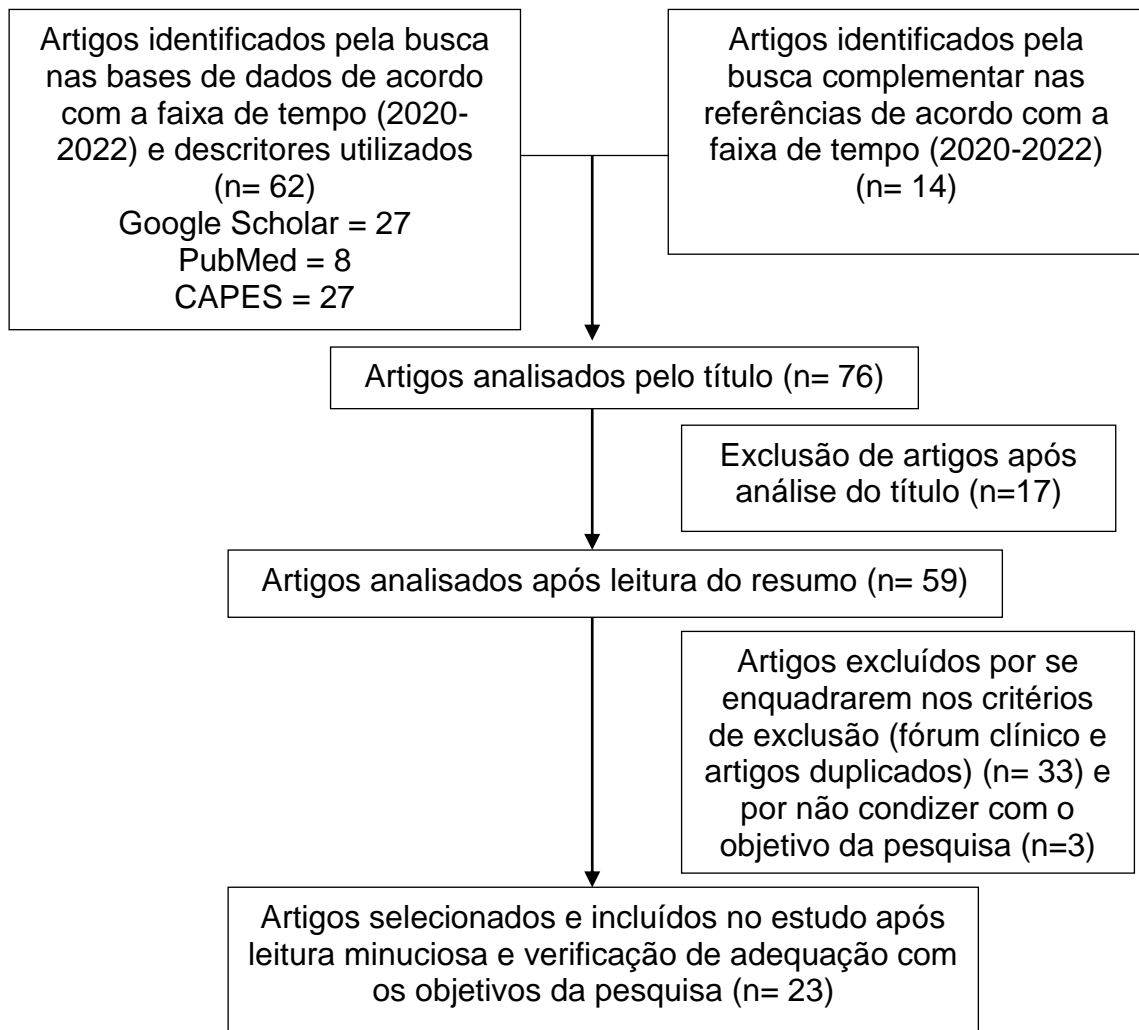 Artigos identificados pela busca
nas bases de dados de acordo
com a faixa de tempo (2020-
2022) e descritores utilizados
(n= 62)
Google Scholar = 27
PubMed = 8
CAPES = 27
Artigos identificados pela
busca complementar nas
referências de acordo com a
faixa de tempo (2020-2022)
(n= 14)
Artigos analisados pelo título (n= 76)
Exclusão de artigos após
análise do título (n=17)
Artigos analisados após leitura do resumo (n= 59)
Artigos excluídos por se
enquadrarem nos critérios
de exclusão (fórum clínico e
artigos duplicados) (n= 33) e
por não condizer com o
objetivo da pesquisa (n=3)
Artigos selecionados e incluídos no estudo após
leitura minuciosa e verificação de adequação com
os objetivos da pesquisa (n= 23)